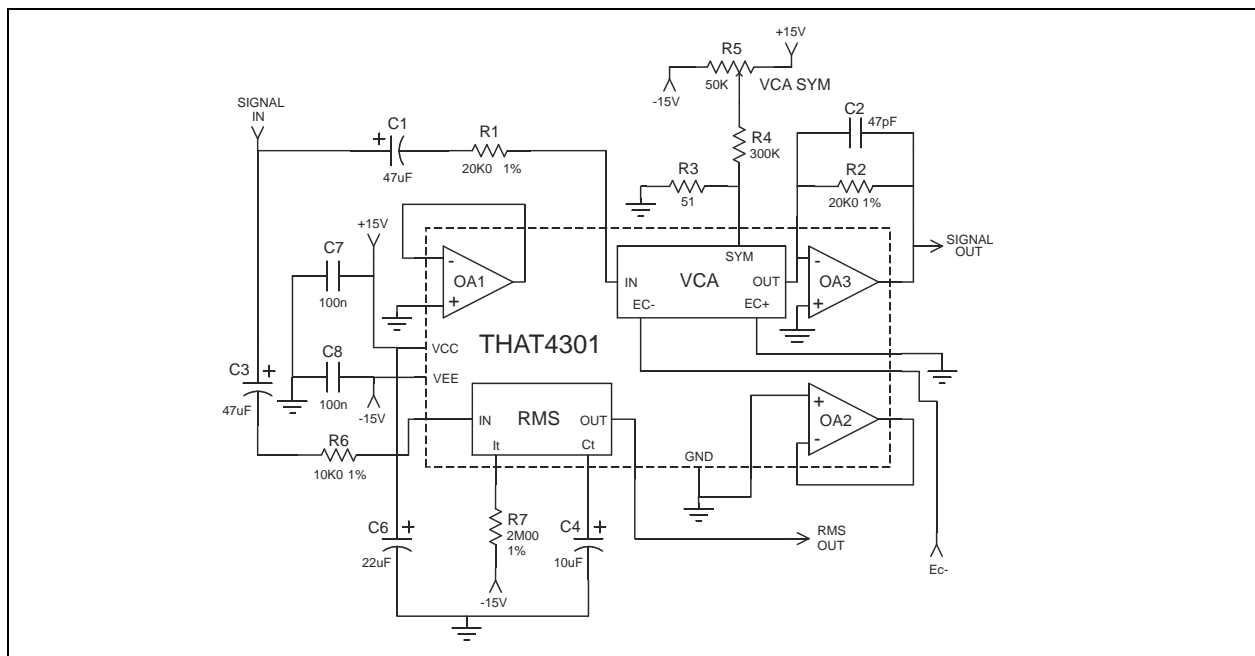 +15V
R5
50K
VCA SYM
-15V
SIGNAL
IN
C1
+
47uF
R1
20K0 1%
R4
300K
R3
51
C2
47pF
R2
20K0 1%
SIGNAL
OUT
+15V
C7
100n
-
OA1
+
SYM
IN
VCA
OUT
EC-
EC+
-
OA3
+
THAT4301
VCC
VEE
C8
100n
-15V
C3
+
47uF
R6
10K0 1%
IN
RMS
OUT
It
Ct
GND
+
OA2
-
C6
+
22uF
R7
2M00
1%
-15V
C4
+
10uF
RMS
OUT
Ec-